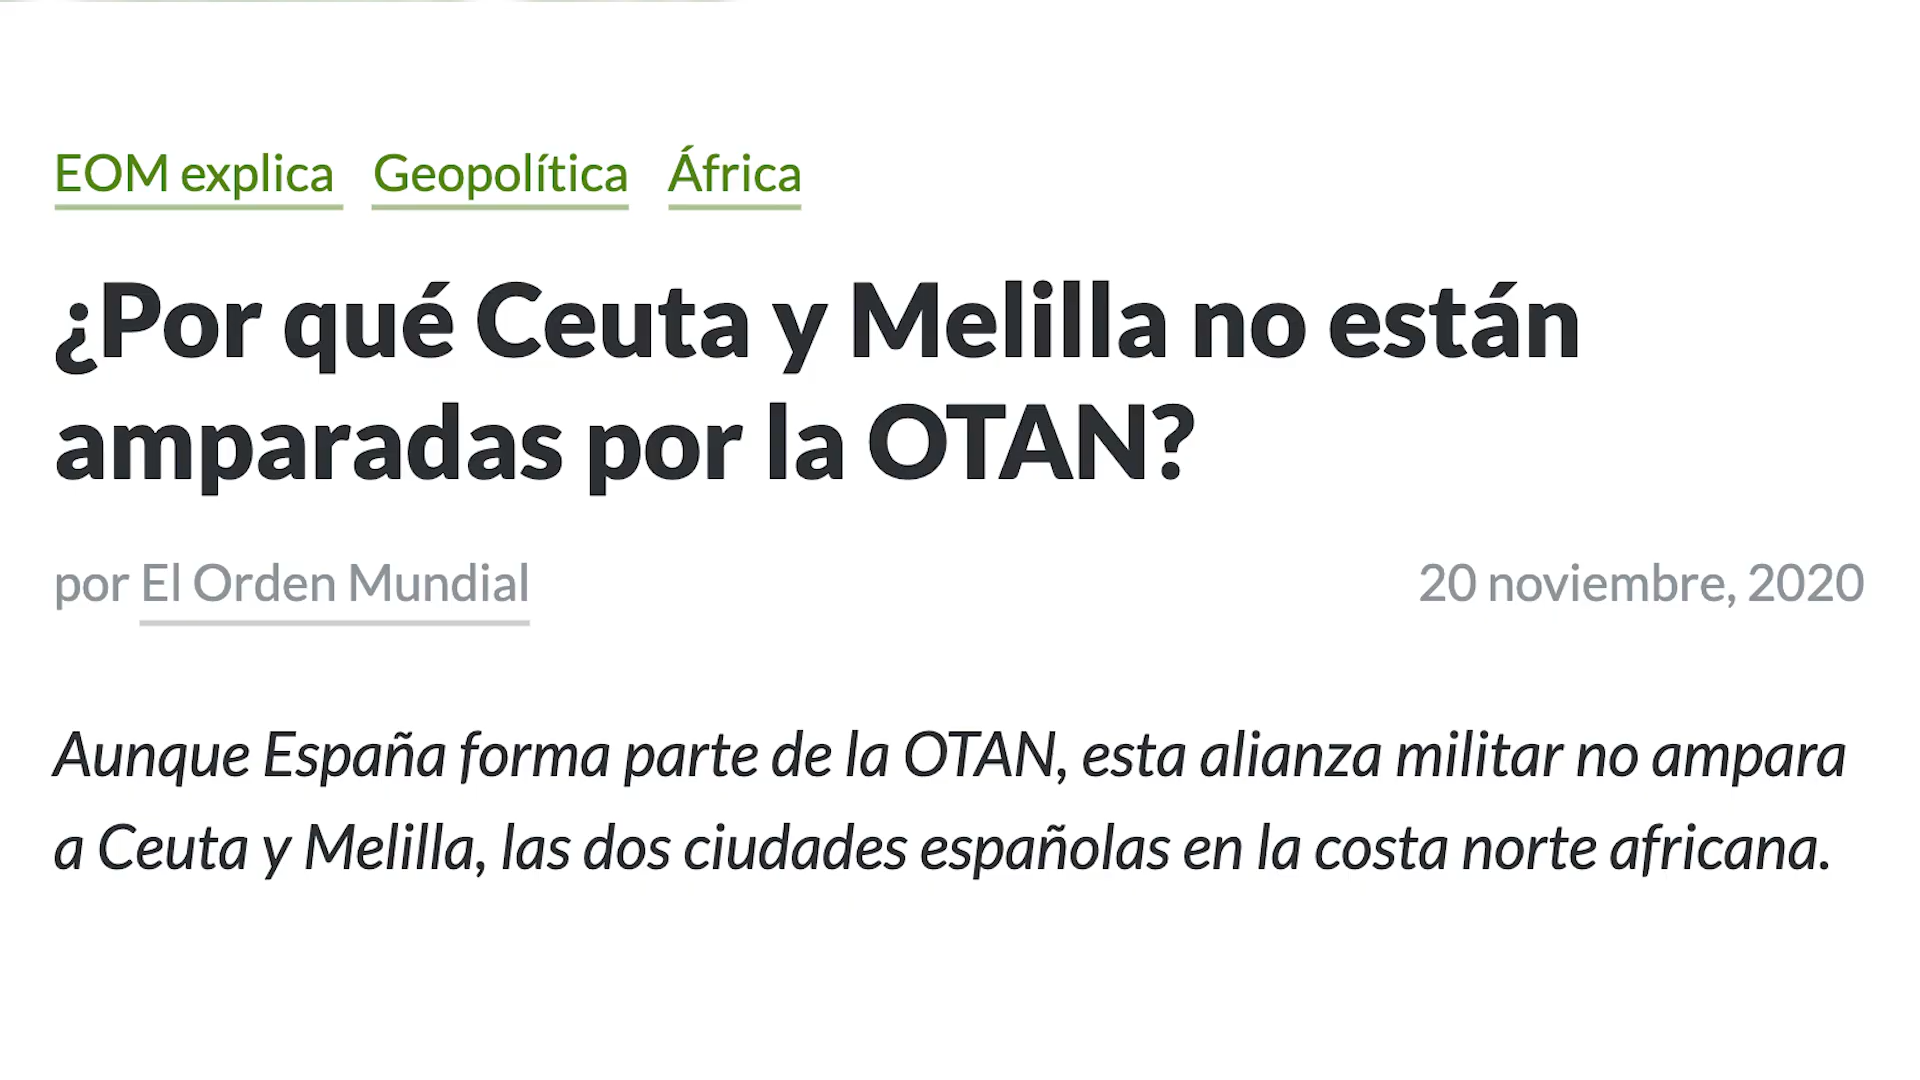 EOM explica Geopolítica África
¿Por qué Ceuta y Melilla no están
amparadas por la OTAN?
por El Orden Mundial 20 noviembre, 2020
Aunque España forma parte de la OTAN, esta alianza militar no ampara
a Ceuta y Melilla, las dos ciudades españolas en la costa norte africana.